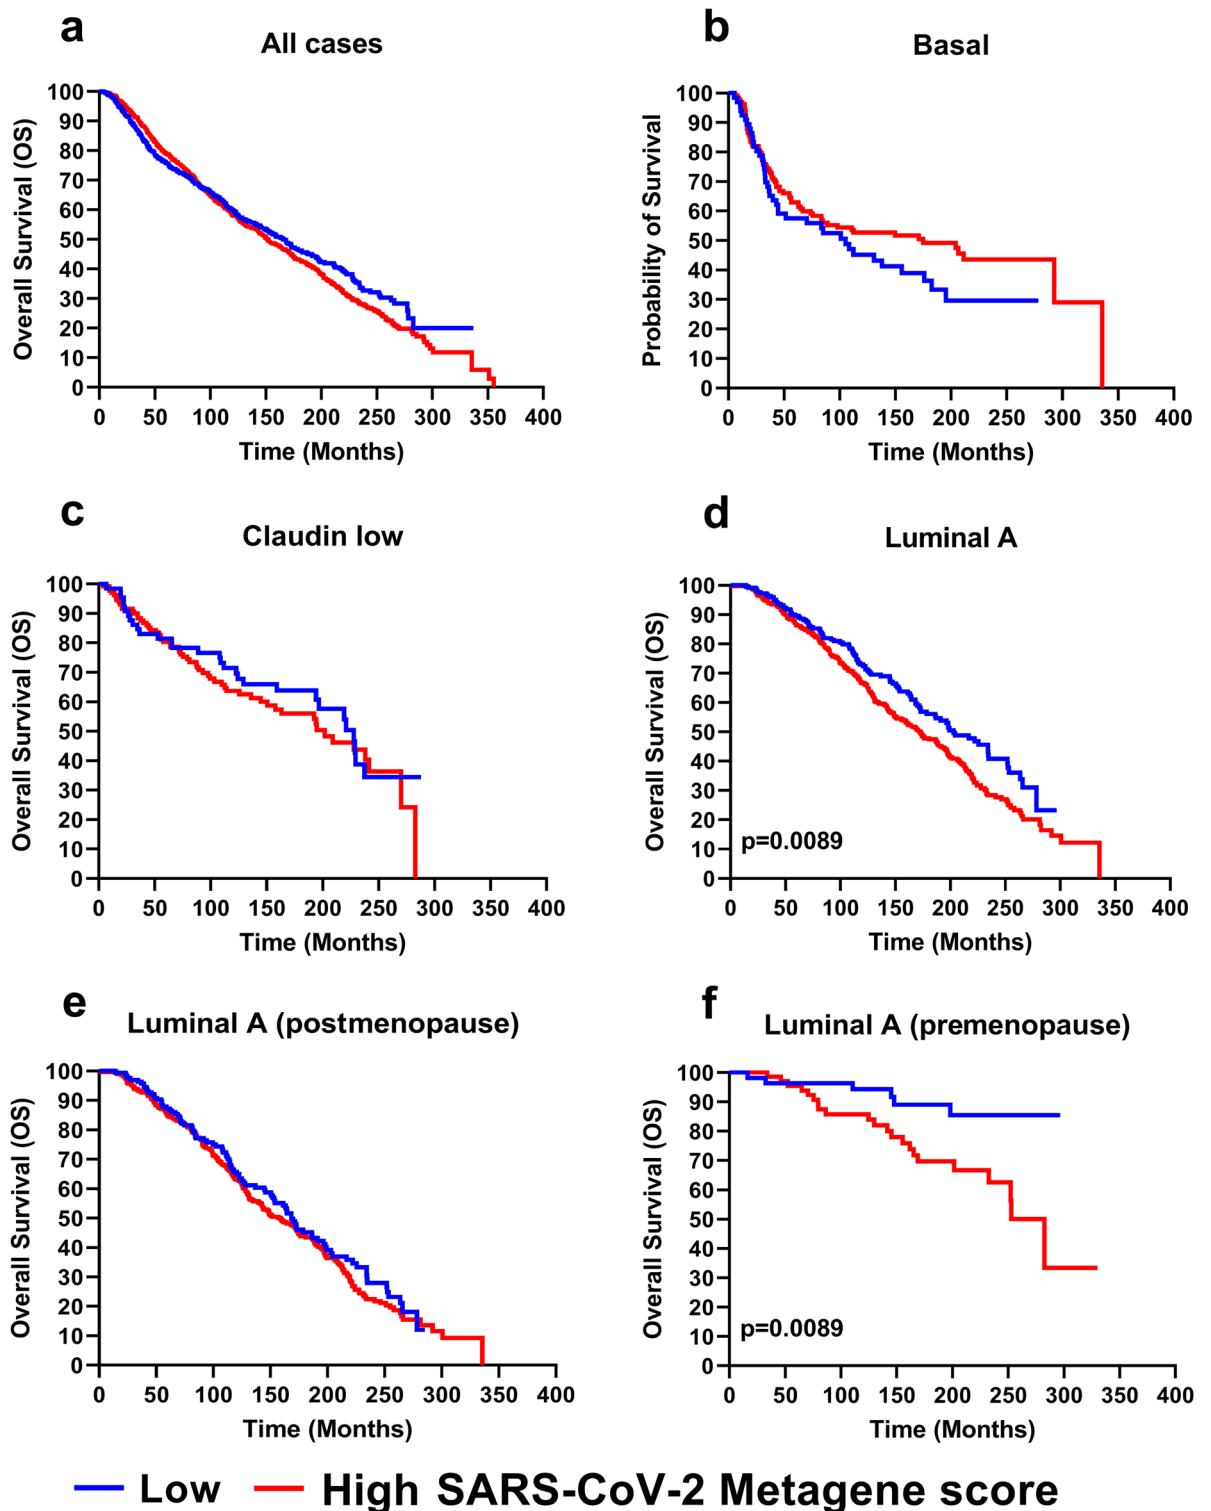 a
All cases
Overall Survival (OS)
100
90
80
70
60
50
40
30
20
10
0
0 50 100 150 200 250 300 350 400
Time (Months)
b
Basal
Probability of Survival
100
90
80
70
60
50
40
30
20
10
0
0 50 100 150 200 250 300 350 400
Time (Months)
c
Claudin low
Overall Survival (OS)
100
90
80
70
60
50
40
30
20
10
0
0 50 100 150 200 250 300 350 400
Time (Months)
d
Luminal A
Overall Survival (OS)
100
90
80
70
60
50
40
30
20
10
0
p=0.0089
0 50 100 150 200 250 300 350 400
Time (Months)
e
Luminal A (postmenopause)
Overall Survival (OS)
100
90
80
70
60
50
40
30
20
10
0
0 50 100 150 200 250 300 350 400
Time (Months)
f
Luminal A (premenopause)
Overall Survival (OS)
100
90
80
70
60
50
40
30
20
10
0
p=0.0089
0 50 100 150 200 250 300 350 400
Time (Months)
Low High SARS-CoV-2 Metagene score